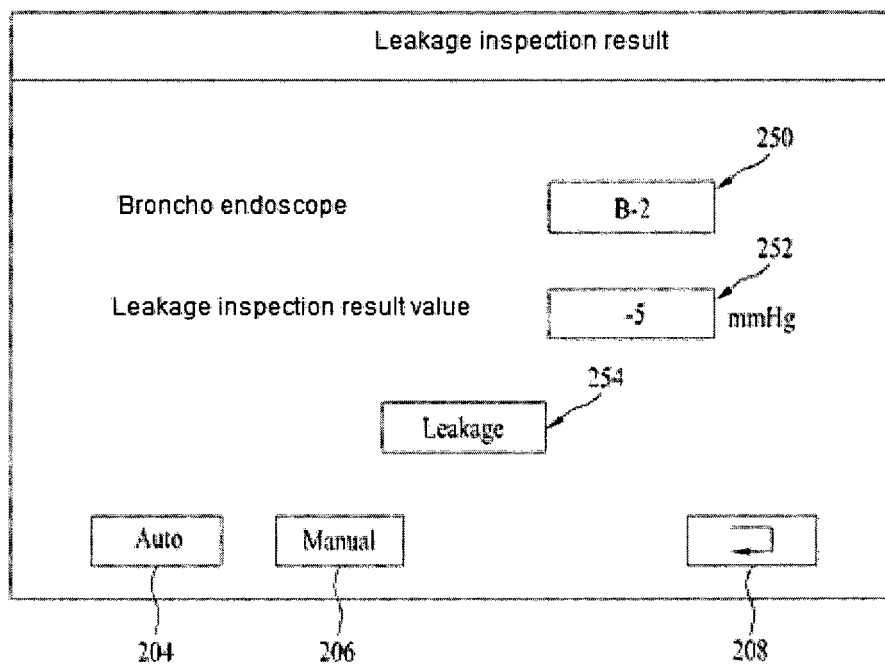 Leakage inspection result
250
Broncho endoscope
B-2
252
Leakage inspection result value
-5
mmHg
254
Leakage
Auto
Manual
204
206
208